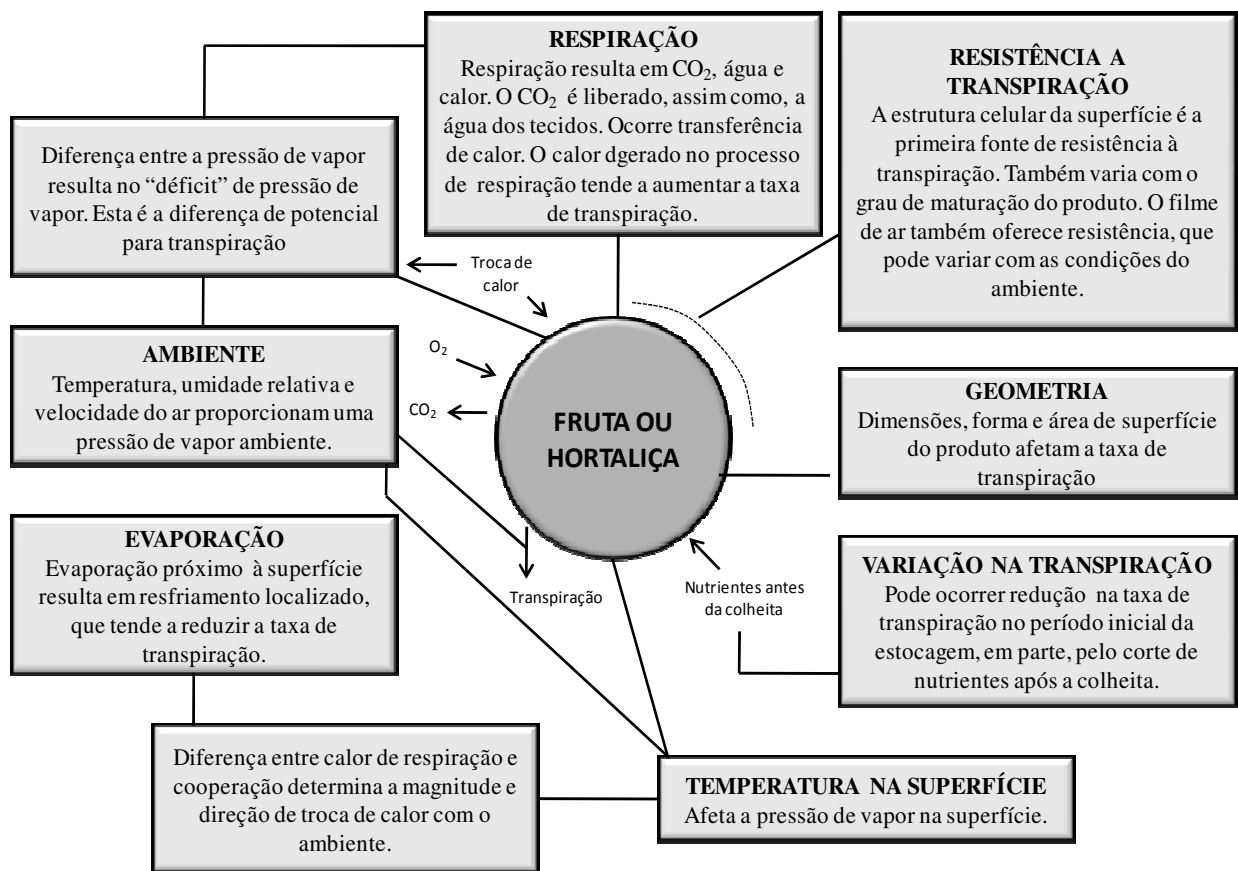 RESPIRAÇÃO
Respiração resulta em CO₂, água e
calor. O CO₂ é liberado, assim como, a
água dos tecidos. Ocorre transferência
de calor. O calor dgerado no processo
de respiração tende a aumentar a taxa
de transpiração.
RESISTÊNCIA A
TRANSPIRAÇÃO
A estrutura celular da superfície é a
primeira fonte de resistência à
transpiração. Também varia com o
grau de maturação do produto. O filme
de ar também oferece resistência, que
pode variar com as condições do
ambiente.
Diferença entre a pressão de vapor
resulta no “déficit” de pressão de
vapor. Esta é a diferença de potencial
para transpiração
Troca de
calor
AMBIENTE
Temperatura, umidade relativa e
velocidade do ar proporcionam uma
pressão de vapor ambiente.
O₂
CO₂
FRUTA OU
HORTALIÇA
GEOMETRIA
Dimensões, forma e área de superfície
do produto afetam a taxa de
transpiração
EVAPORAÇÃO
Evaporação próximo à superfície
resulta em resfriamento localizado,
que tende a reduzir a taxa de
transpiração.
Transpiração
Nutrientes antes
da colheita
VARIAÇÃO NA TRANSPIRAÇÃO
Pode ocorrer redução na taxa de
transpiração no período inicial da
estocagem, em parte, pelo corte de
nutrientes após a colheita.
Diferença entre calor de respiração e
cooperação determina a magnitude e
direção de troca de calor com o
ambiente.
TEMPERATURA NA SUPERFÍCIE
Afeta a pressão de vapor na superfície.